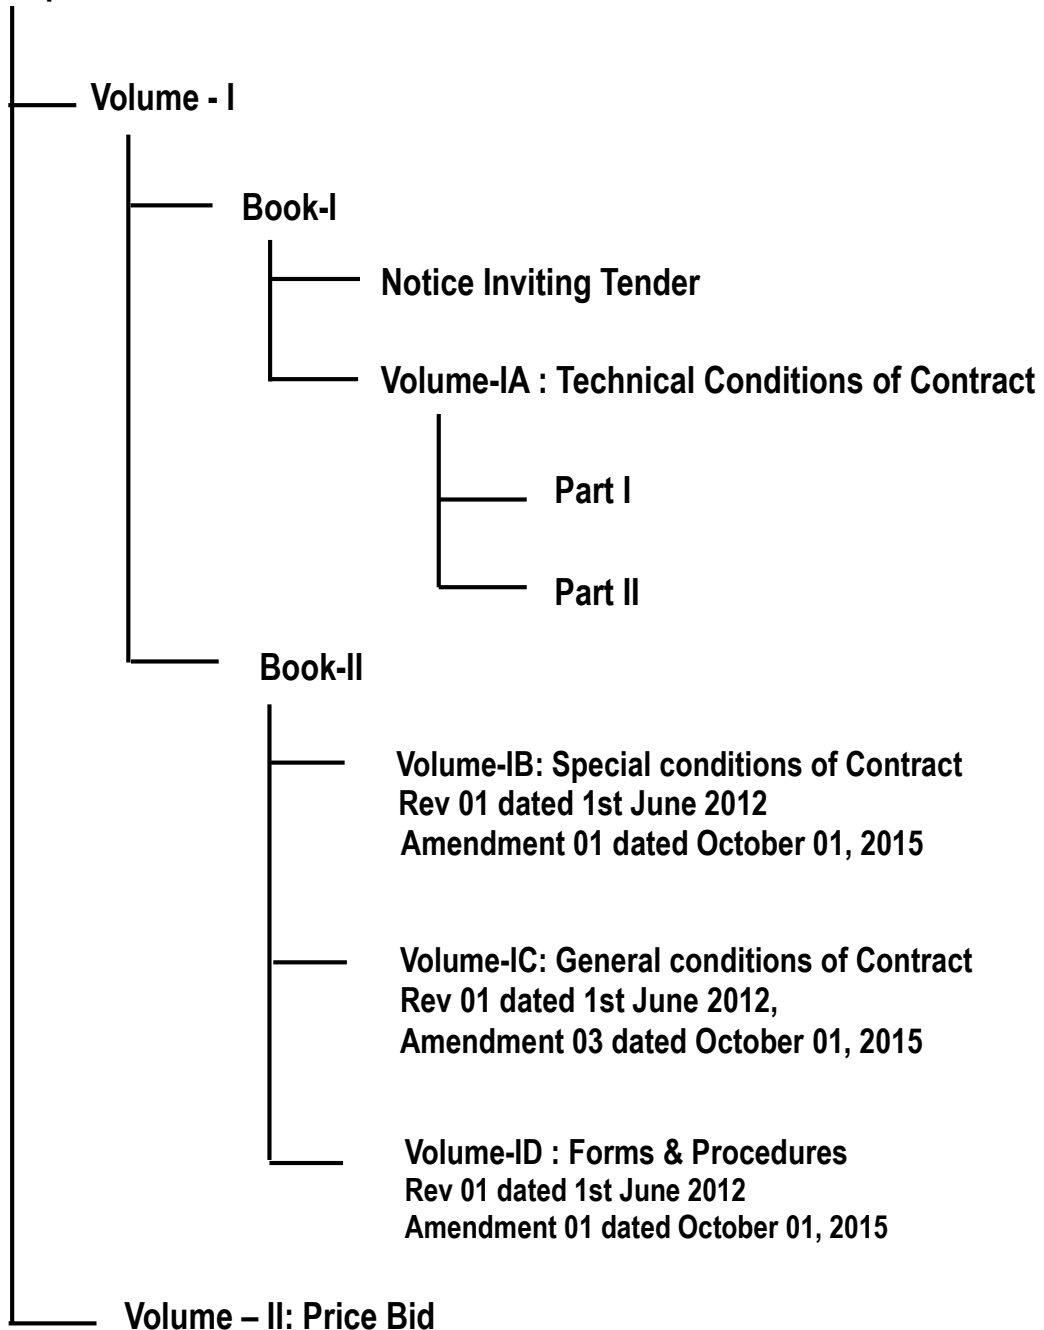 Volume - I
Book-I
Notice Inviting Tender
Volume-IA : Technical Conditions of Contract
Part I
Part II
Book-II
Volume-IB: Special conditions of Contract
Rev 01 dated 1st June 2012
Amendment 01 dated October 01, 2015
Volume-IC: General conditions of Contract
Rev 01 dated 1st June 2012,
Amendment 03 dated October 01, 2015
Volume-ID : Forms & Procedures
Rev 01 dated 1st June 2012
Amendment 01 dated October 01, 2015
Volume – II: Price Bid